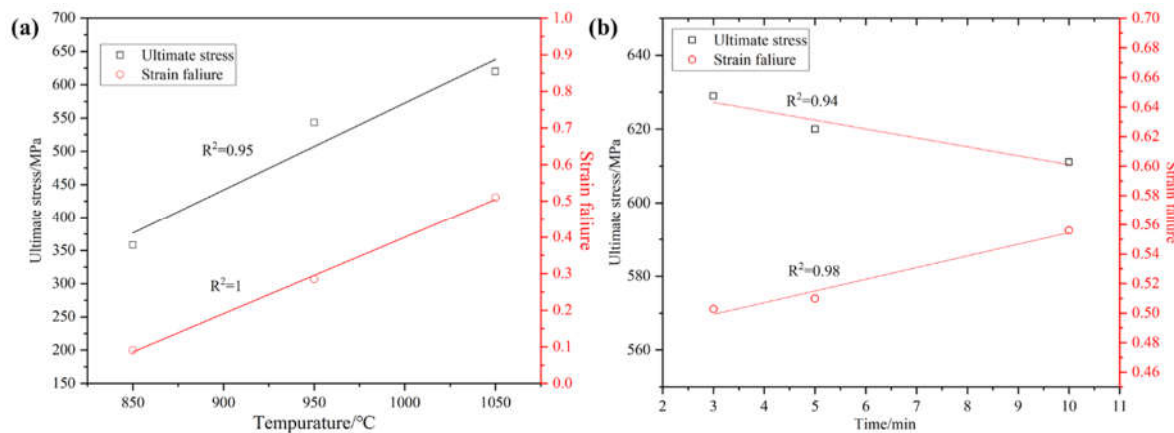 (a)
Ultimate stress
Strain faliure
R²=0.95
R²=1
700
650
600
550
500
450
400
350
300
250
200
150
Ultimate stress/MPa
1.0
0.9
0.8
0.7
0.6
0.5
0.4
0.3
0.2
0.1
0.0
Strain faliure
850 900 950 1000 1050
Tempurature/°C
(b)
Ultimate stress
Strain faliure
R²=0.94
R²=0.98
640
620
600
580
560
Ultimate stress/MPa
0.70
0.68
0.66
0.64
0.62
0.60
0.58
0.56
0.54
0.52
0.50
0.48
0.46
Strain failure
2 3 4 5 6 7 8 9 10 11
Time/min